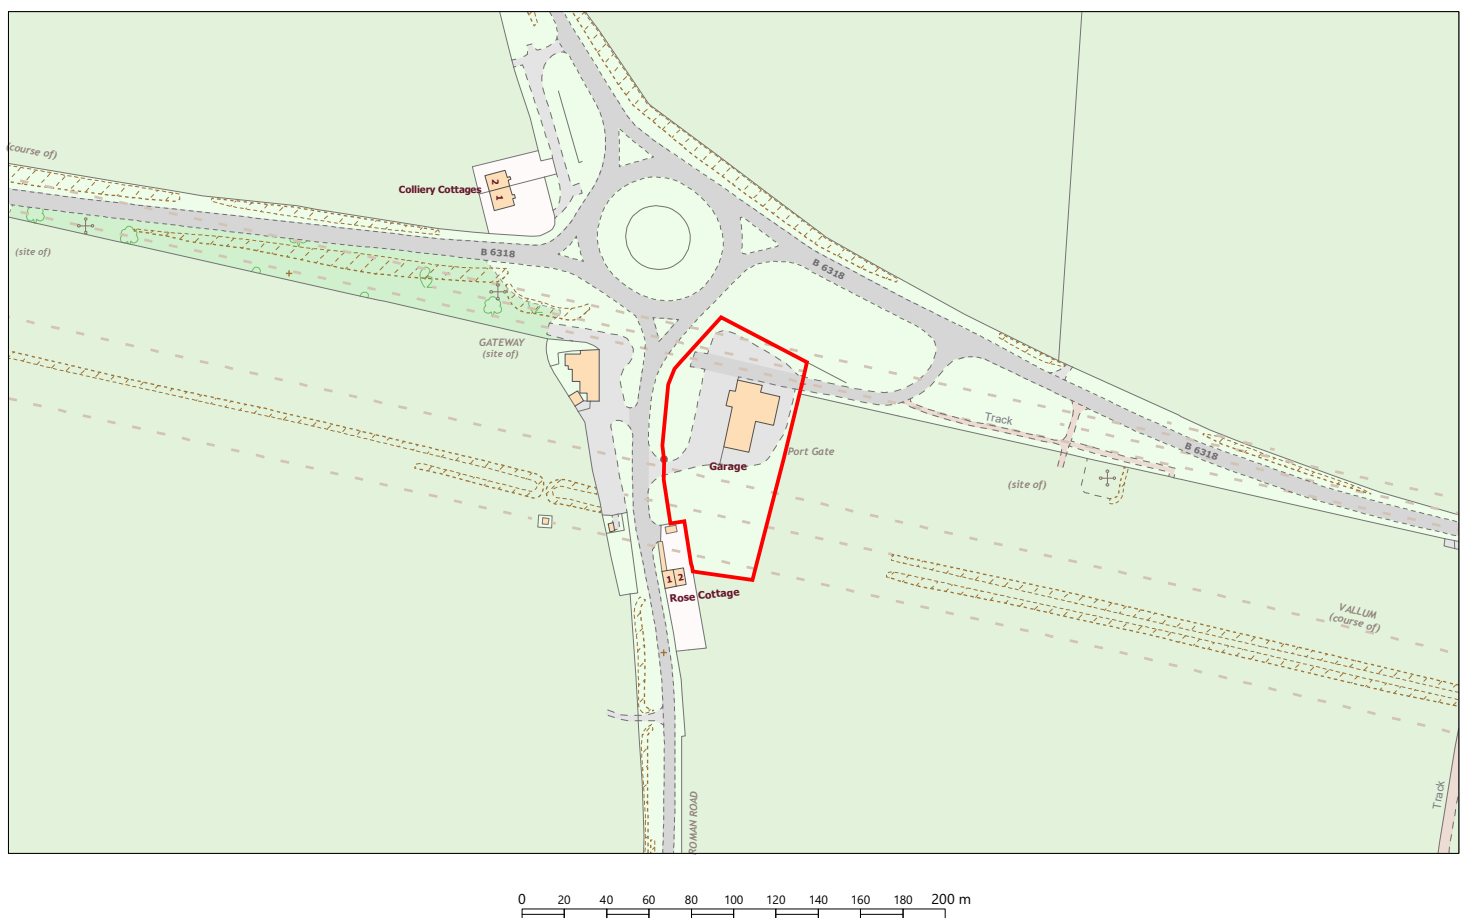 (course of)
Colliery Cottages
2
1
B 6318
(site of)
B 6318
GATEWAY
(site of)
Track
B 6318
Port Gate
Garage
(site of)
1 2
Rose Cottage
VALLUM
(course of)
ROMAN ROAD
Track
0 20 40 60 80 100 120 140 160 180 200 m